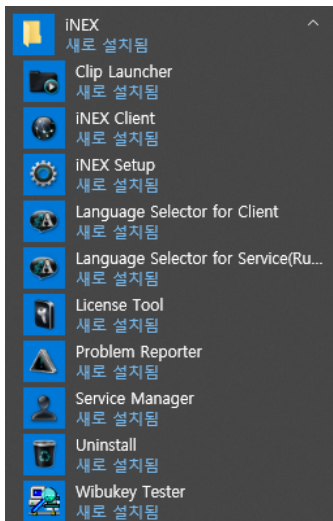 iNEX
새로 설치됨
Clip Launcher
새로 설치됨
iNEX Client
새로 설치됨
iNEX Setup
새로 설치됨
Language Selector for Client
새로 설치됨
Language Selector for Service(Ru...
새로 설치됨
License Tool
새로 설치됨
Problem Reporter
새로 설치됨
Service Manager
새로 설치됨
Uninstall
새로 설치됨
Wibukey Tester
새로 설치됨